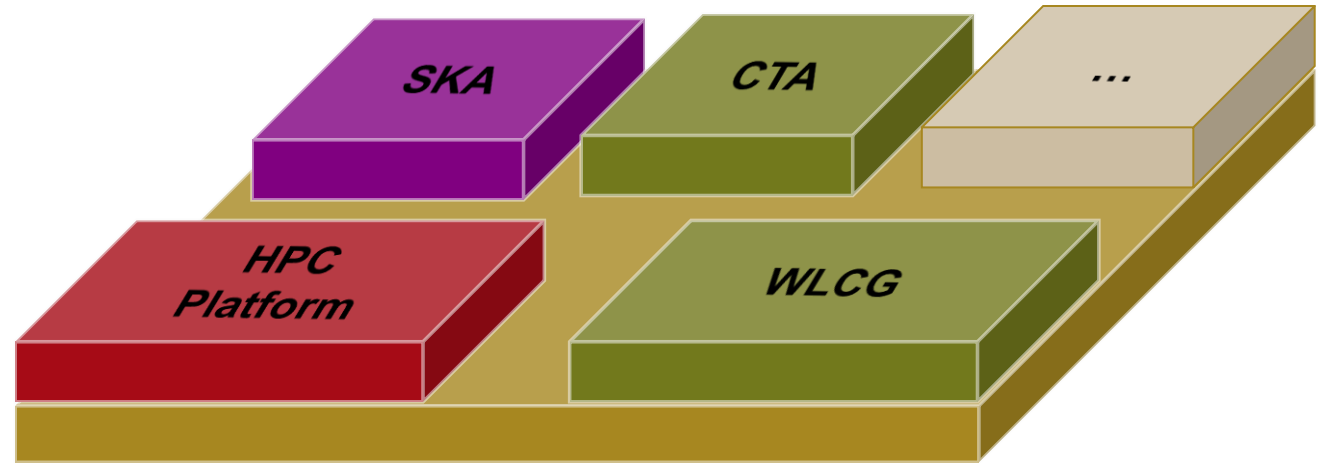 SKA
CTA
...
HPC
Platform
WLCG